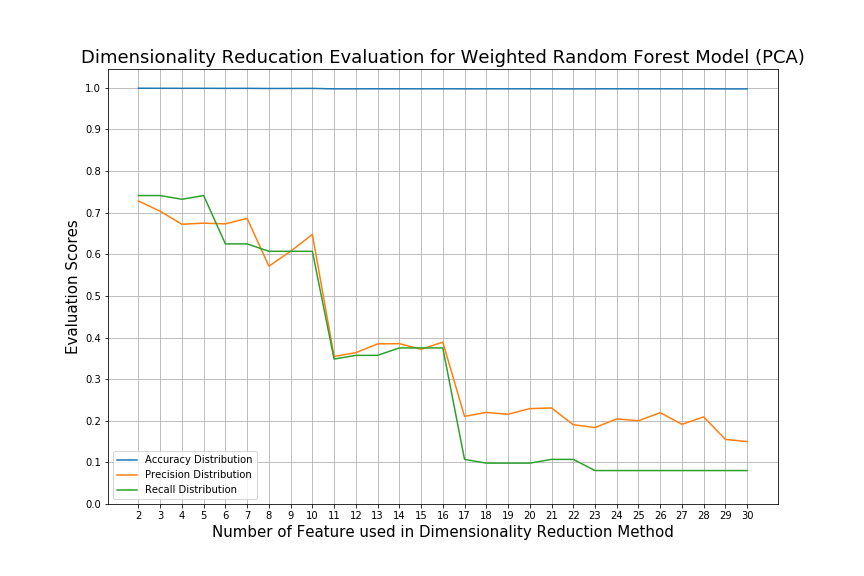 Dimensionality Reducation Evaluation for Weighted Random Forest Model (PCA)
Evaluation Scores
1.0
0.9
0.8
0.7
0.6
0.5
0.4
0.3
0.2
0.1
0.0
Accuracy Distribution
Precision Distribution
Recall Distribution
2 3 4 5 6 7 8 9 10 11 12 13 14 15 16 17 18 19 20 21 22 23 24 25 26 27 28 29 30
Number of Feature used in Dimensionality Reduction Method